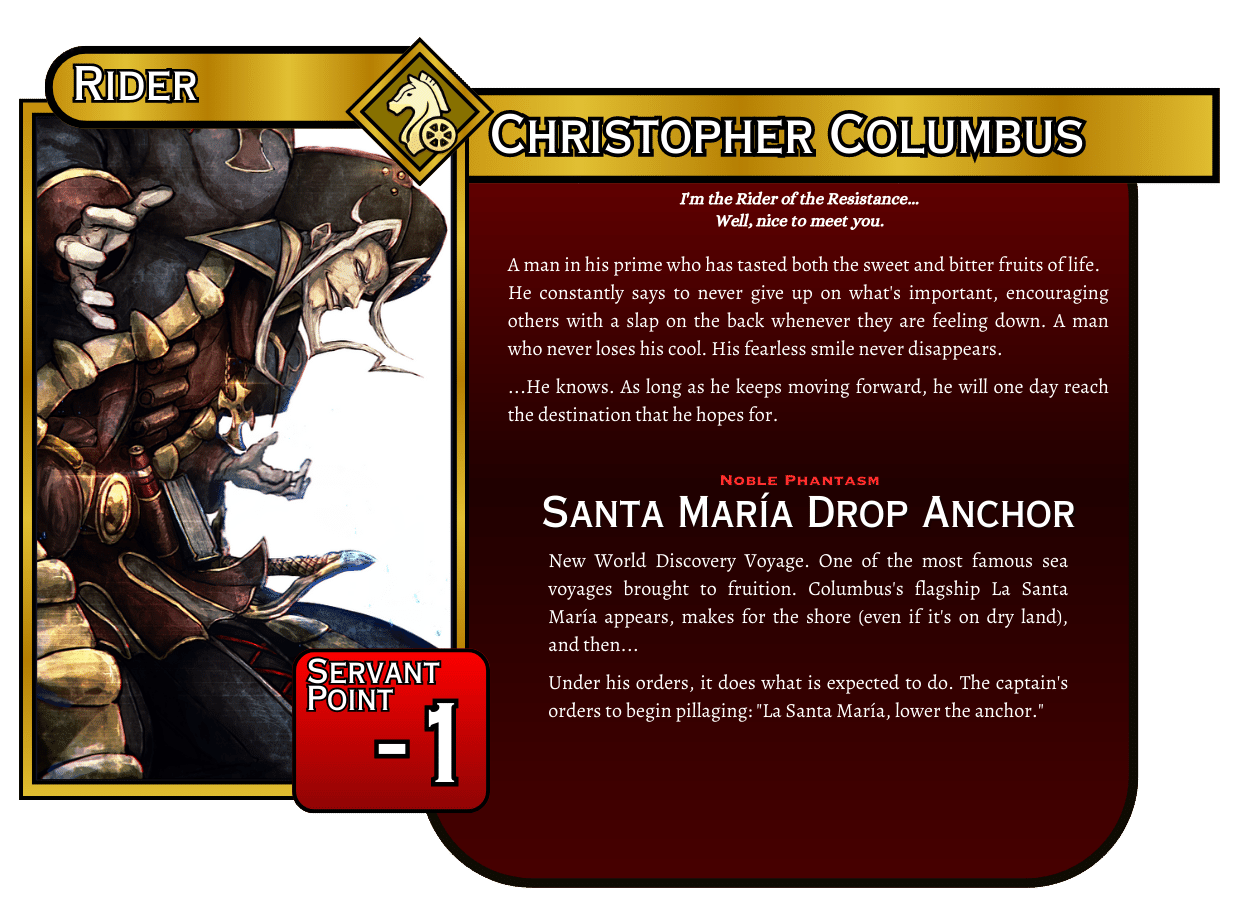 RIDER
CHRISTOPHER COLUMBUS
I'm the Rider of the Resistance...
Well, nice to meet you.
A man in his prime who has tasted both the sweet and bitter fruits of life.
He constantly says to never give up on what's important, encouraging
others with a slap on the back whenever they are feeling down. A man
who never loses his cool. His fearless smile never disappears.
...He knows. As long as he keeps moving forward, he will one day reach
the destination that he hopes for.
NOBLE PHANTASM
SANTA MARÍA DROP ANCHOR
New World Discovery Voyage. One of the most famous sea
voyages brought to fruition. Columbus's flagship La Santa
María appears, makes for the shore (even if it's on dry land),
and then...
Under his orders, it does what is expected to do. The captain's
orders to begin pillaging: "La Santa María, lower the anchor."
SERVANT
POINT
-1